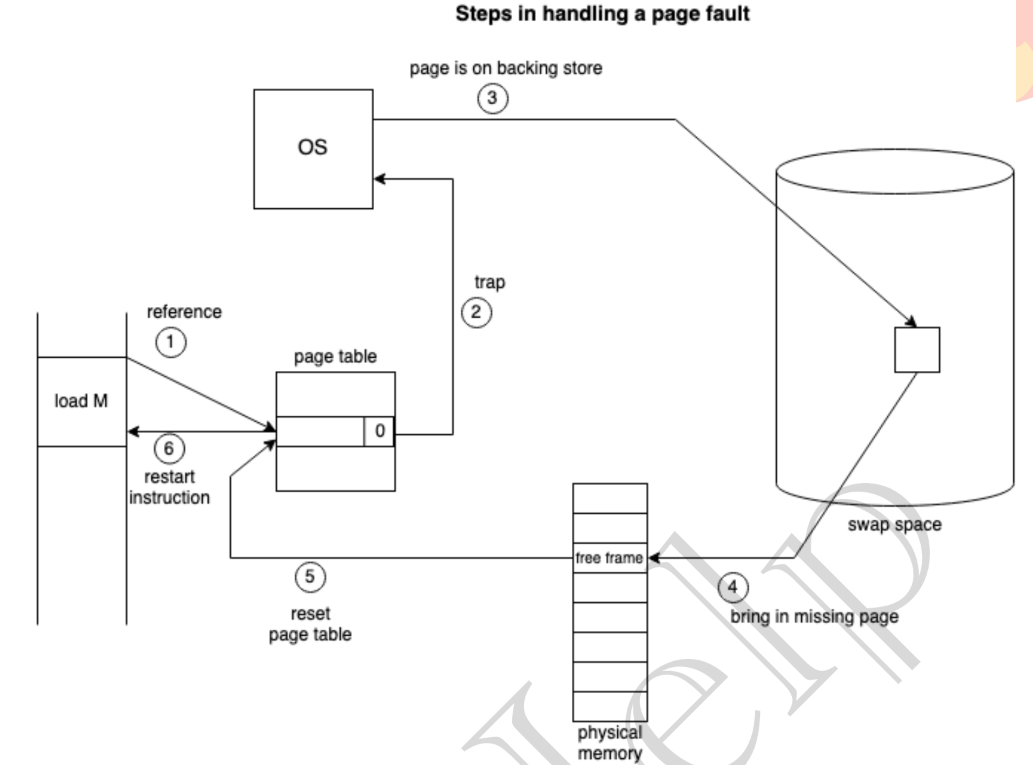 Steps in handling a page fault
page is on backing store
3
OS
trap
2
reference
1
page table
load M
0
6
restart
instruction
swap space
free frame
5
reset
page table
4
bring in missing page
physical
memory
Help